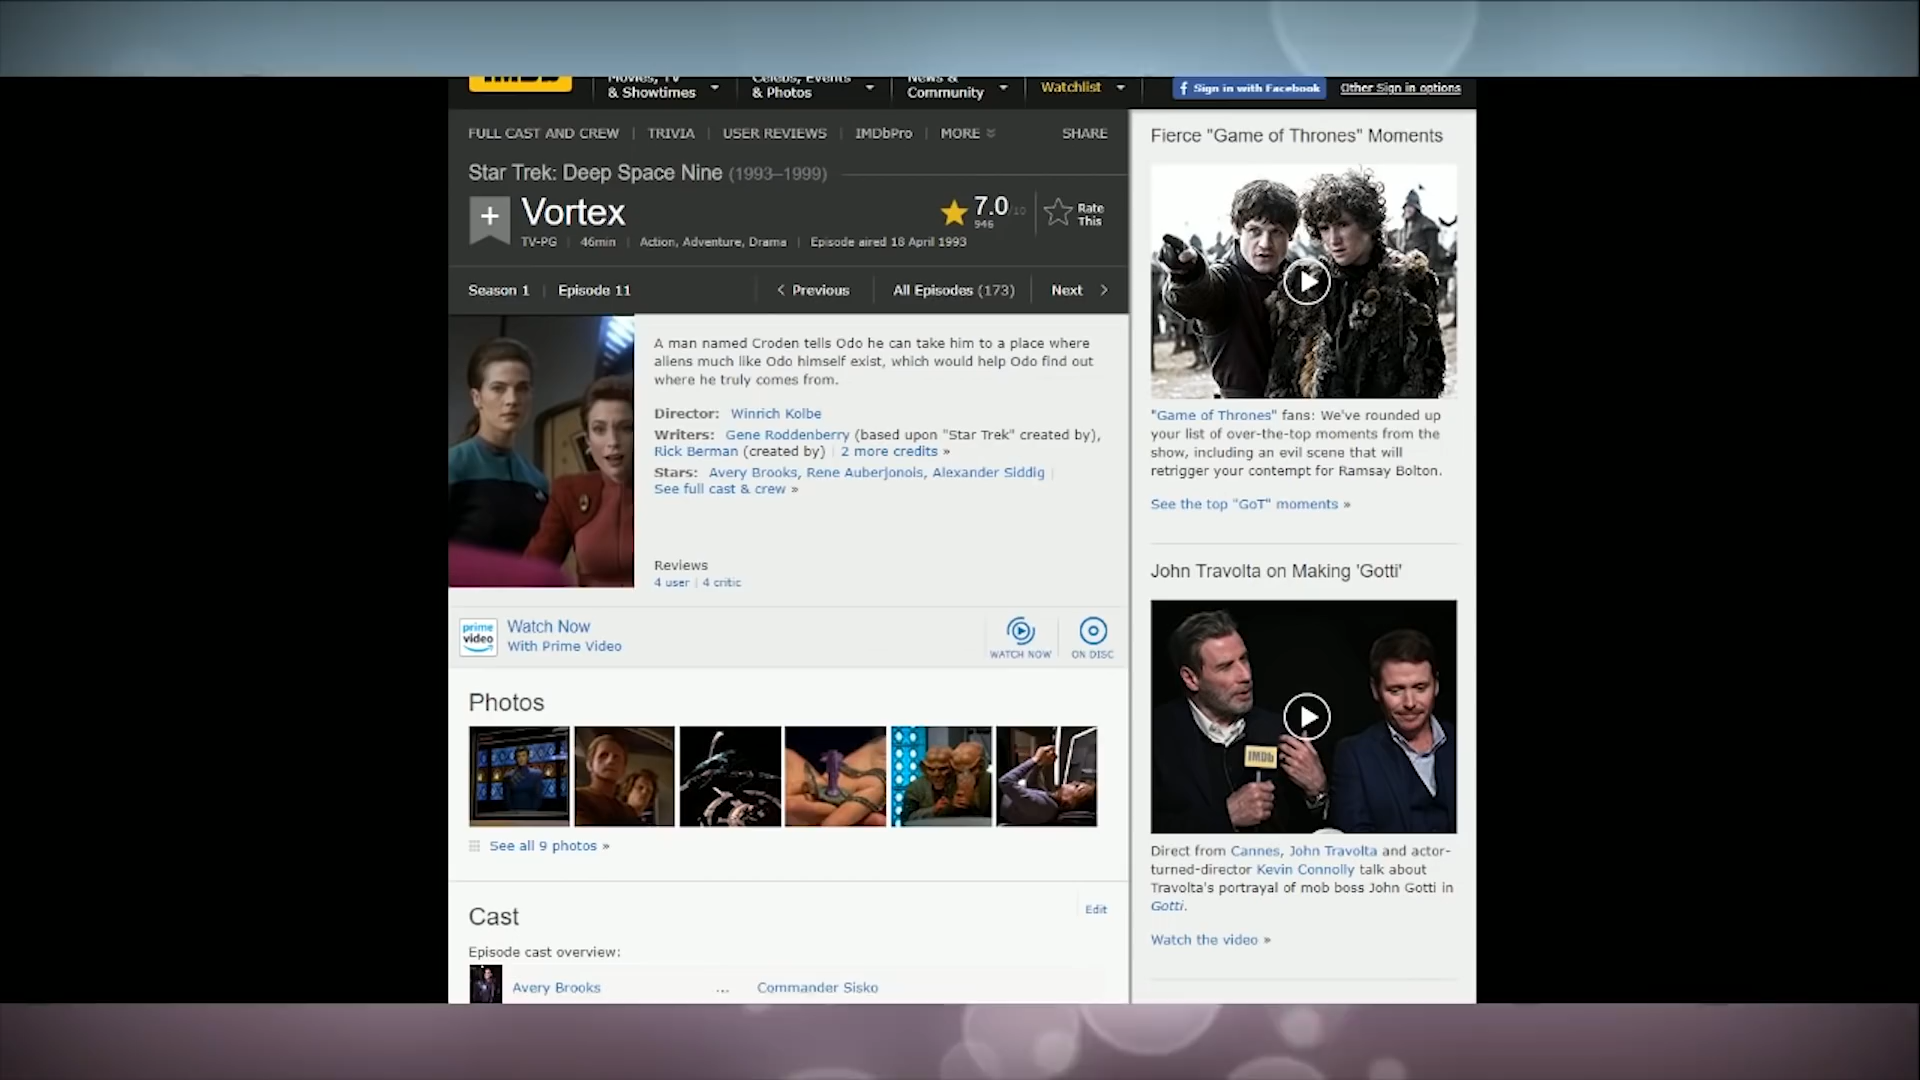 IMDb
Movies, TV
& Showtimes
Celebs, Events
& Photos
News &
Community
Watchlist
f Sign in with Facebook
Other Sign in options
FULL CAST AND CREW | TRIVIA | USER REVIEWS | IMDbPro | MORE
SHARE
Star Trek: Deep Space Nine (1993–1999)
+ Vortex
7.0/10
946
Rate
This
TV-PG | 46min | Action, Adventure, Drama | Episode aired 18 April 1993
Season 1 | Episode 11
Previous
All Episodes (173)
Next
A man named Croden tells Odo he can take him to a place where
aliens much like Odo himself exist, which would help Odo find out
where he truly comes from.
Director: Winrich Kolbe
Writers: Gene Roddenberry (based upon "Star Trek" created by),
Rick Berman (created by) | 2 more credits »
Stars: Avery Brooks, Rene Auberjonois, Alexander Siddig |
See full cast & crew »
Reviews
4 user | 4 critic
prime
video
Watch Now
With Prime Video
WATCH NOW
ON DISC
Photos
See all 9 photos »
Cast
Edit
Episode cast overview:
Avery Brooks ... Commander Sisko
Fierce "Game of Thrones" Moments
"Game of Thrones" fans: We've rounded up
your list of over-the-top moments from the
show, including an evil scene that will
retrigger your contempt for Ramsay Bolton.
See the top "GoT" moments »
John Travolta on Making 'Gotti'
IMDb
Direct from Cannes, John Travolta and actor-
turned-director Kevin Connolly talk about
Travolta's portrayal of mob boss John Gotti in
Gotti.
Watch the video »